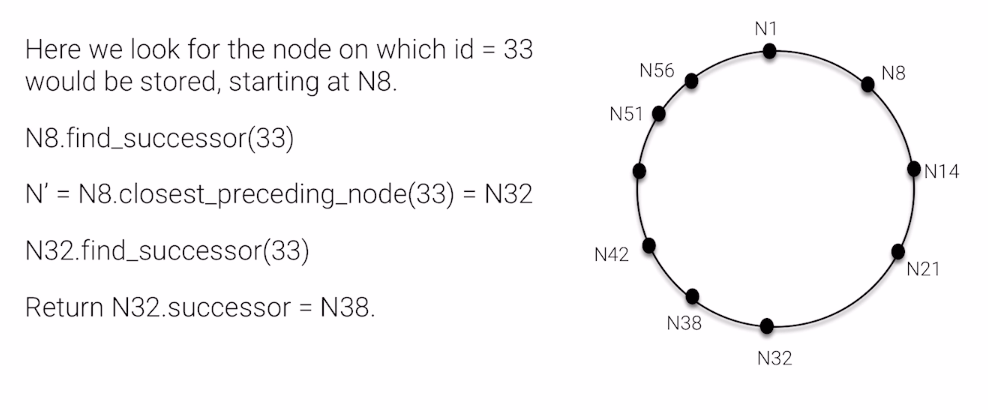 Here we look for the node on which id = 33
would be stored, starting at N8.
N8.find_successor(33)
N’ = N8.closest_preceding_node(33) = N32
N32.find_successor(33)
Return N32.successor = N38.
N1
N8
N14
N21
N32
N38
N42
N51
N56